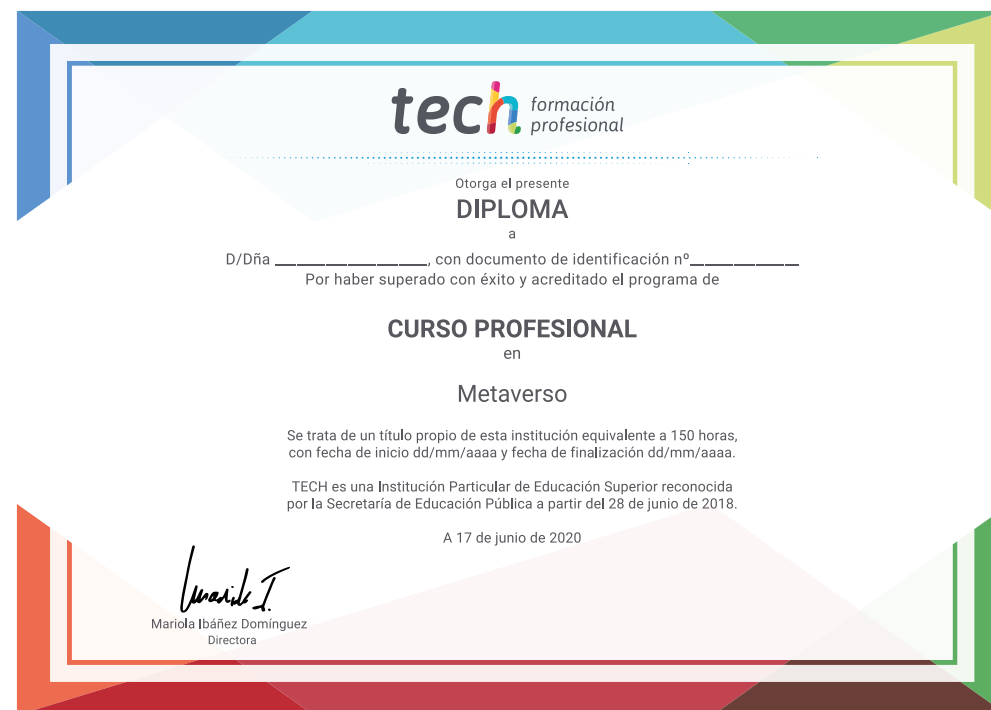 tech formación
profesional
Otorga el presente
DIPLOMA
a
D/Dña ____________________, con documento de identificación nº______________
Por haber superado con éxito y acreditado el programa de
CURSO PROFESIONAL
en
Metaverso
Se trata de un título propio de esta institución equivalente a 150 horas,
con fecha de inicio dd/mm/aaaa y fecha de finalización dd/mm/aaaa.
TECH es una Institución Particular de Educación Superior reconocida
por la Secretaría de Educación Pública a partir del 28 de junio de 2018.
A 17 de junio de 2020
Mariola I.
Mariola Ibáñez Domínguez
Directora